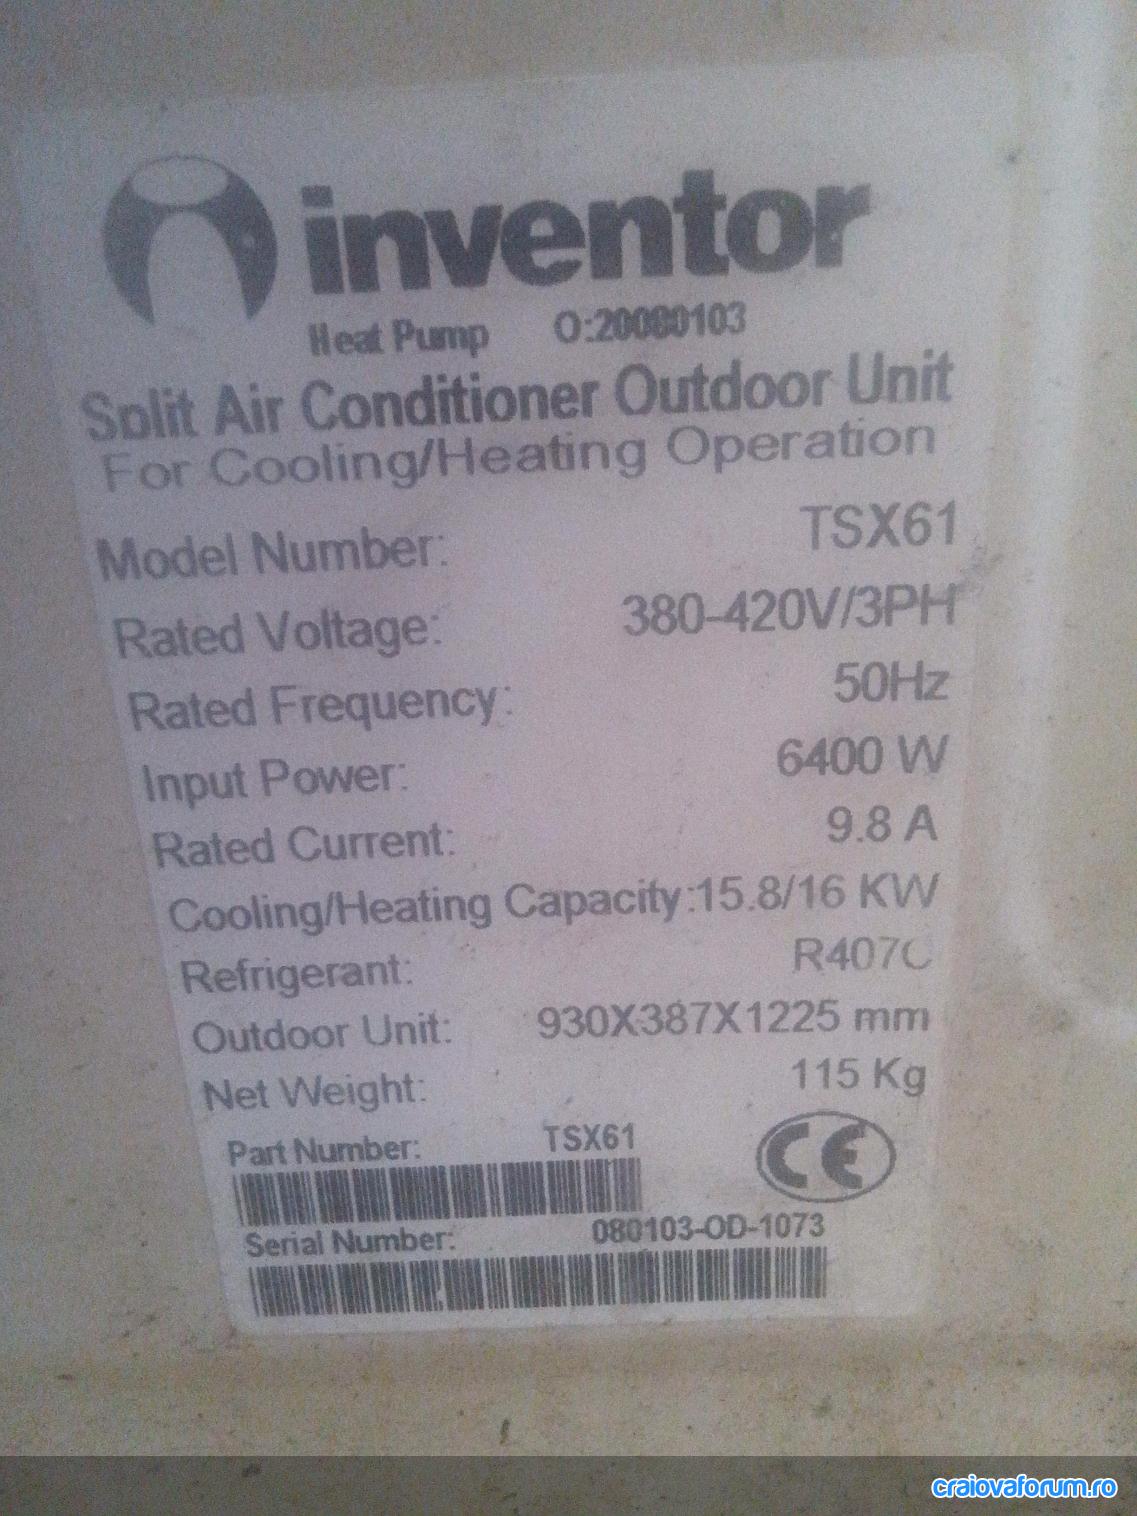 inventor
Heat Pump O:20080103
Split Air Conditioner Outdoor Unit
For Cooling/Heating Operation
Model Number: TSX61
Rated Voltage: 380-420V/3PH
Rated Frequency: 50Hz
Input Power: 6400 W
Rated Current: 9.8 A
Cooling/Heating Capacity:15.8/16 KW
Refrigerant: R407C
Outdoor Unit: 930X387X1225 mm
Net Weight: 115 Kg
Part Number: TSX61
CE
Serial Number: 080103-OD-1073
craiovaforum.ro